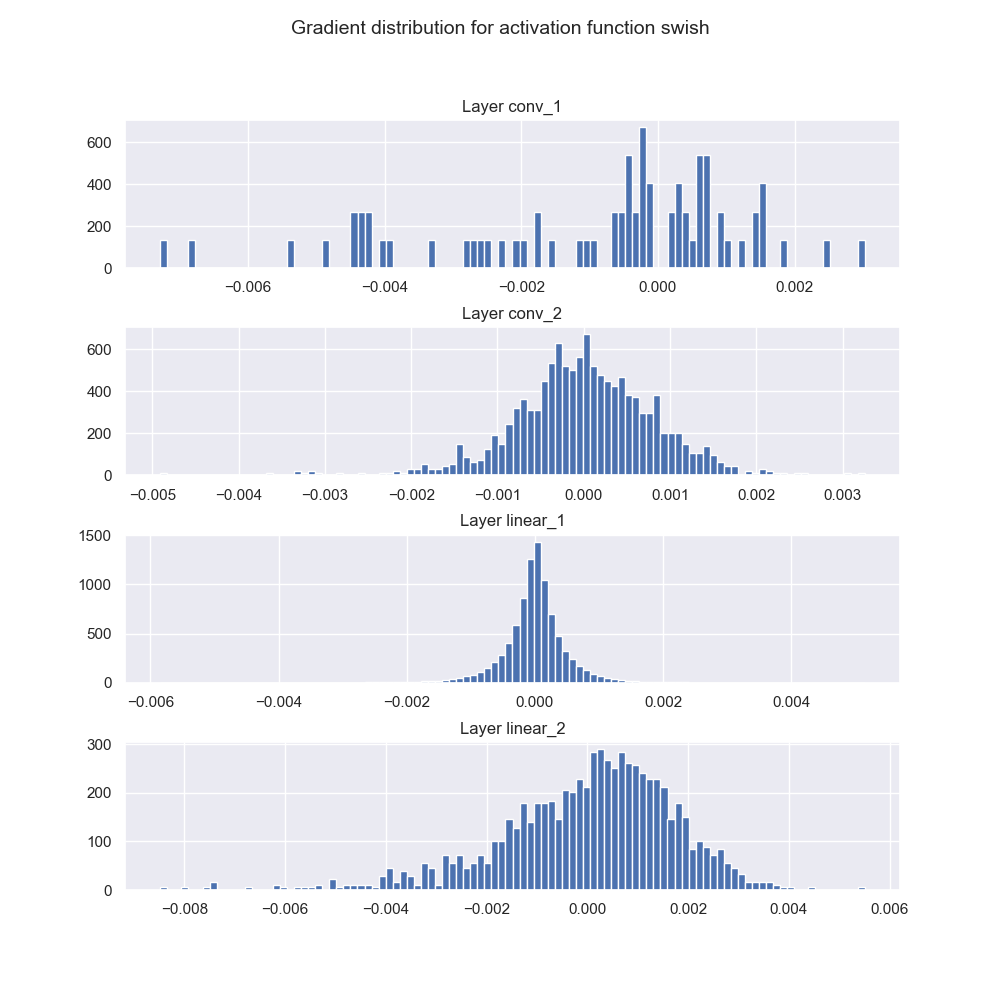 Gradient distribution for activation function swish
Layer conv_1
600
400
200
0
−0.006 −0.004 −0.002 0.000 0.002
Layer conv_2
600
400
200
0
−0.005 −0.004 −0.003 −0.002 −0.001 0.000 0.001 0.002 0.003
Layer linear_1
1500
1000
500
0
−0.006 −0.004 −0.002 0.000 0.002 0.004
Layer linear_2
300
200
100
0
−0.008 −0.006 −0.004 −0.002 0.000 0.002 0.004 0.006